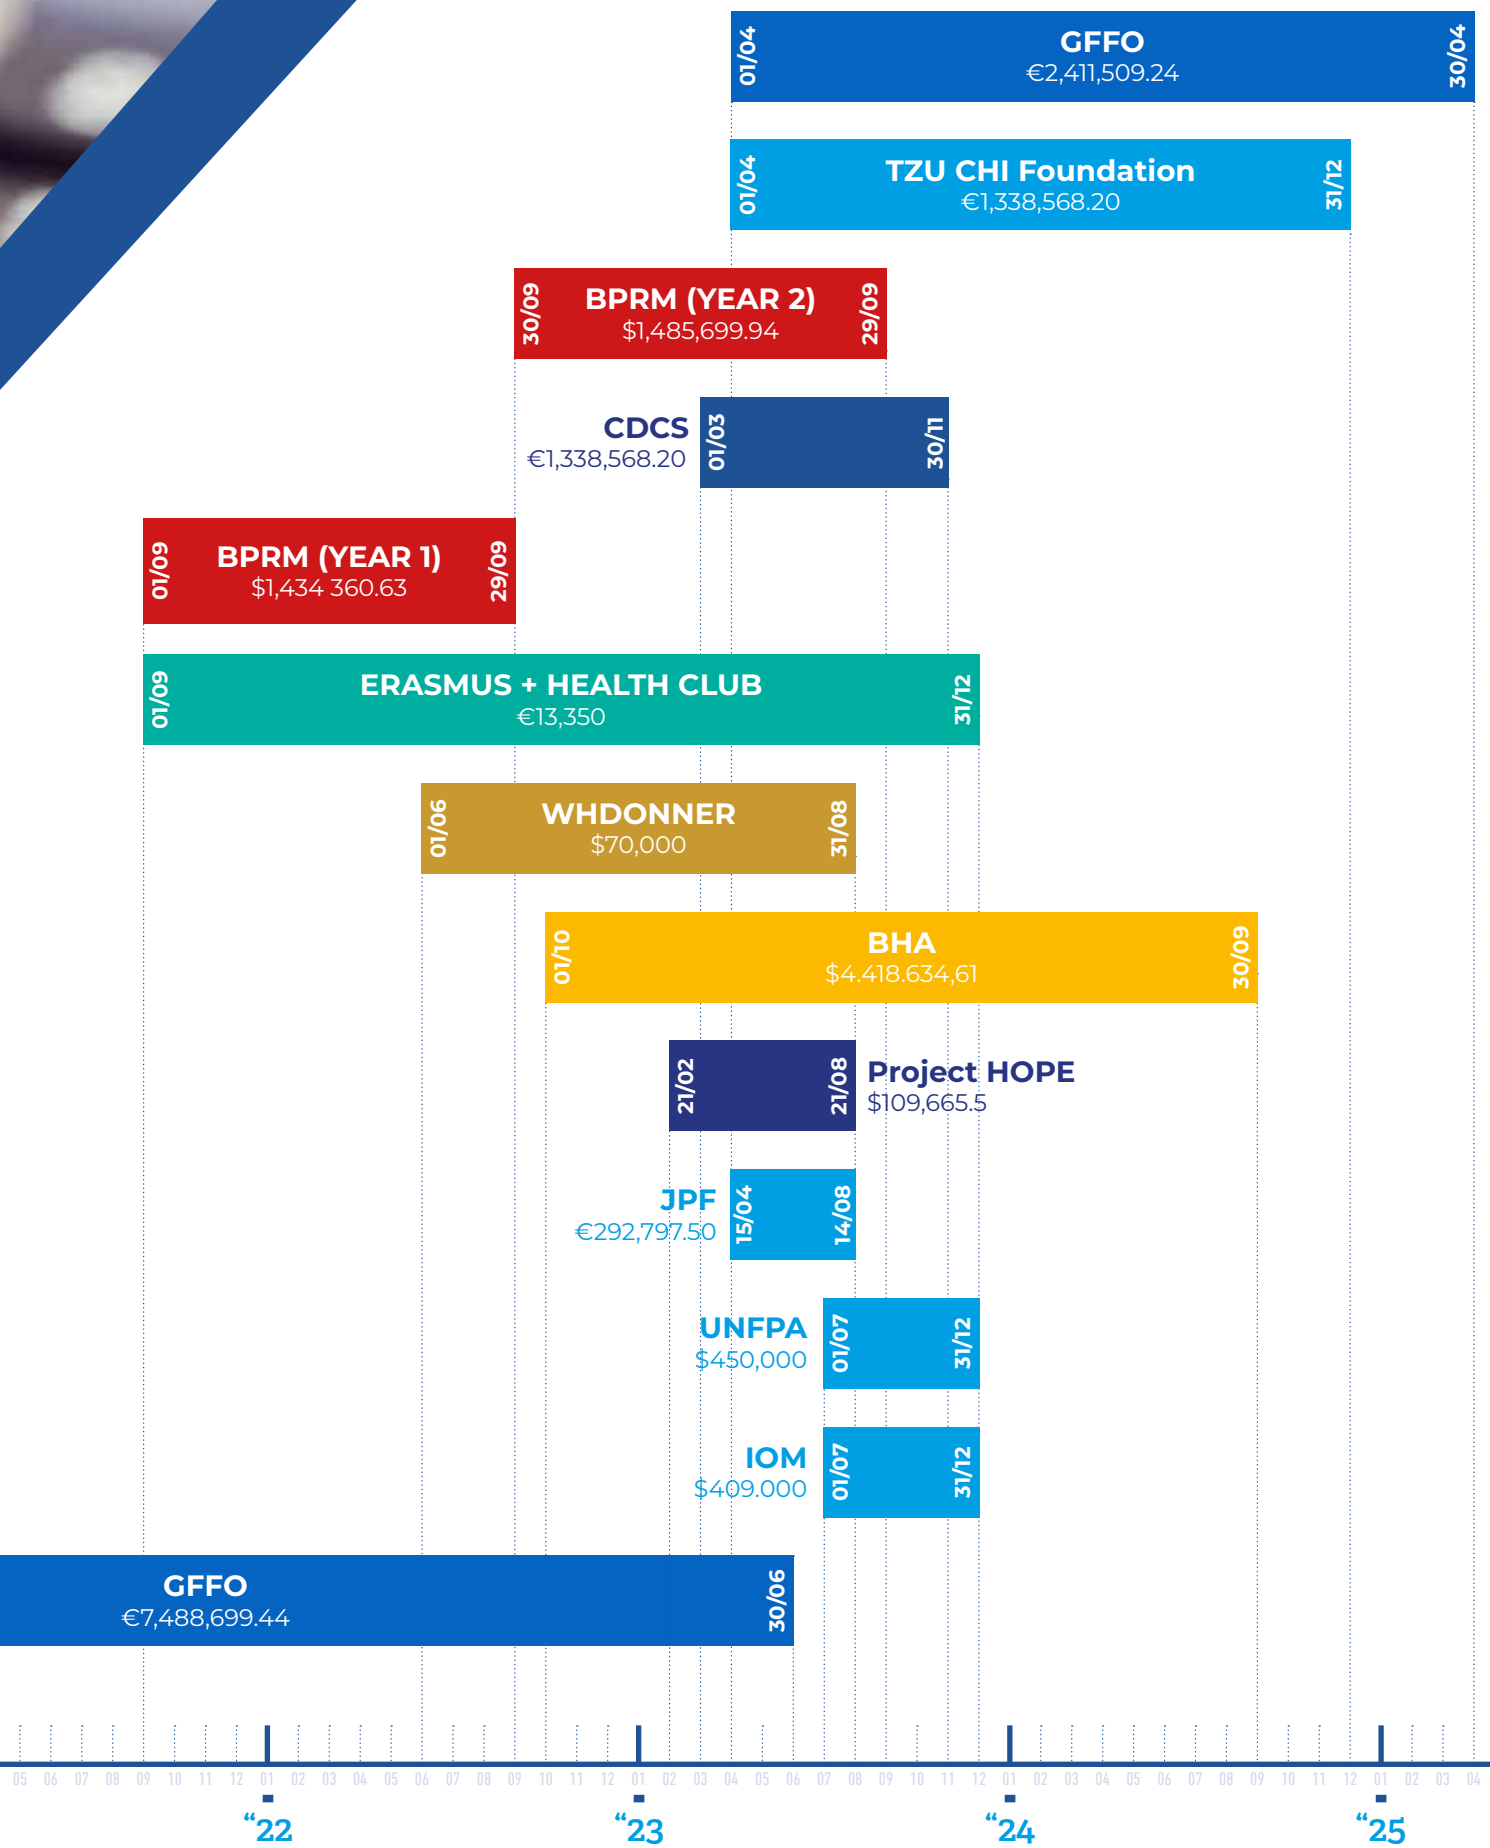 01/04
GFFO
€2,411,509.24
30/04
01/04
TZU CHI Foundation
€1,338,568.20
31/12
30/09
BPRM (YEAR 2)
$1,485,699.94
29/09
CDCS
€1,338,568.20
01/03
30/11
01/09
BPRM (YEAR 1)
$1,434 360.63
29/09
01/09
ERASMUS + HEALTH CLUB
€13,350
31/12
01/06
WHDONNER
$70,000
31/08
01/10
BHA
$4.418.634,61
30/09
21/02
21/08
Project HOPE
$109,665.5
JPF
€292,797.50
15/04
14/08
UNFPA
$450,000
01/07
31/12
IOM
$409.000
01/07
31/12
GFFO
€7,488,699.44
30/06
05 06 07 08 09 10 11 12 01 02 03 04 05 06 07 08 09 10 11 12 01 02 03 04 05 06 07 08 09 10 11 12 01 02 03 04 05 06 07 08 09 10 11 12 01 02 03 04
“22 “23 “24 “25